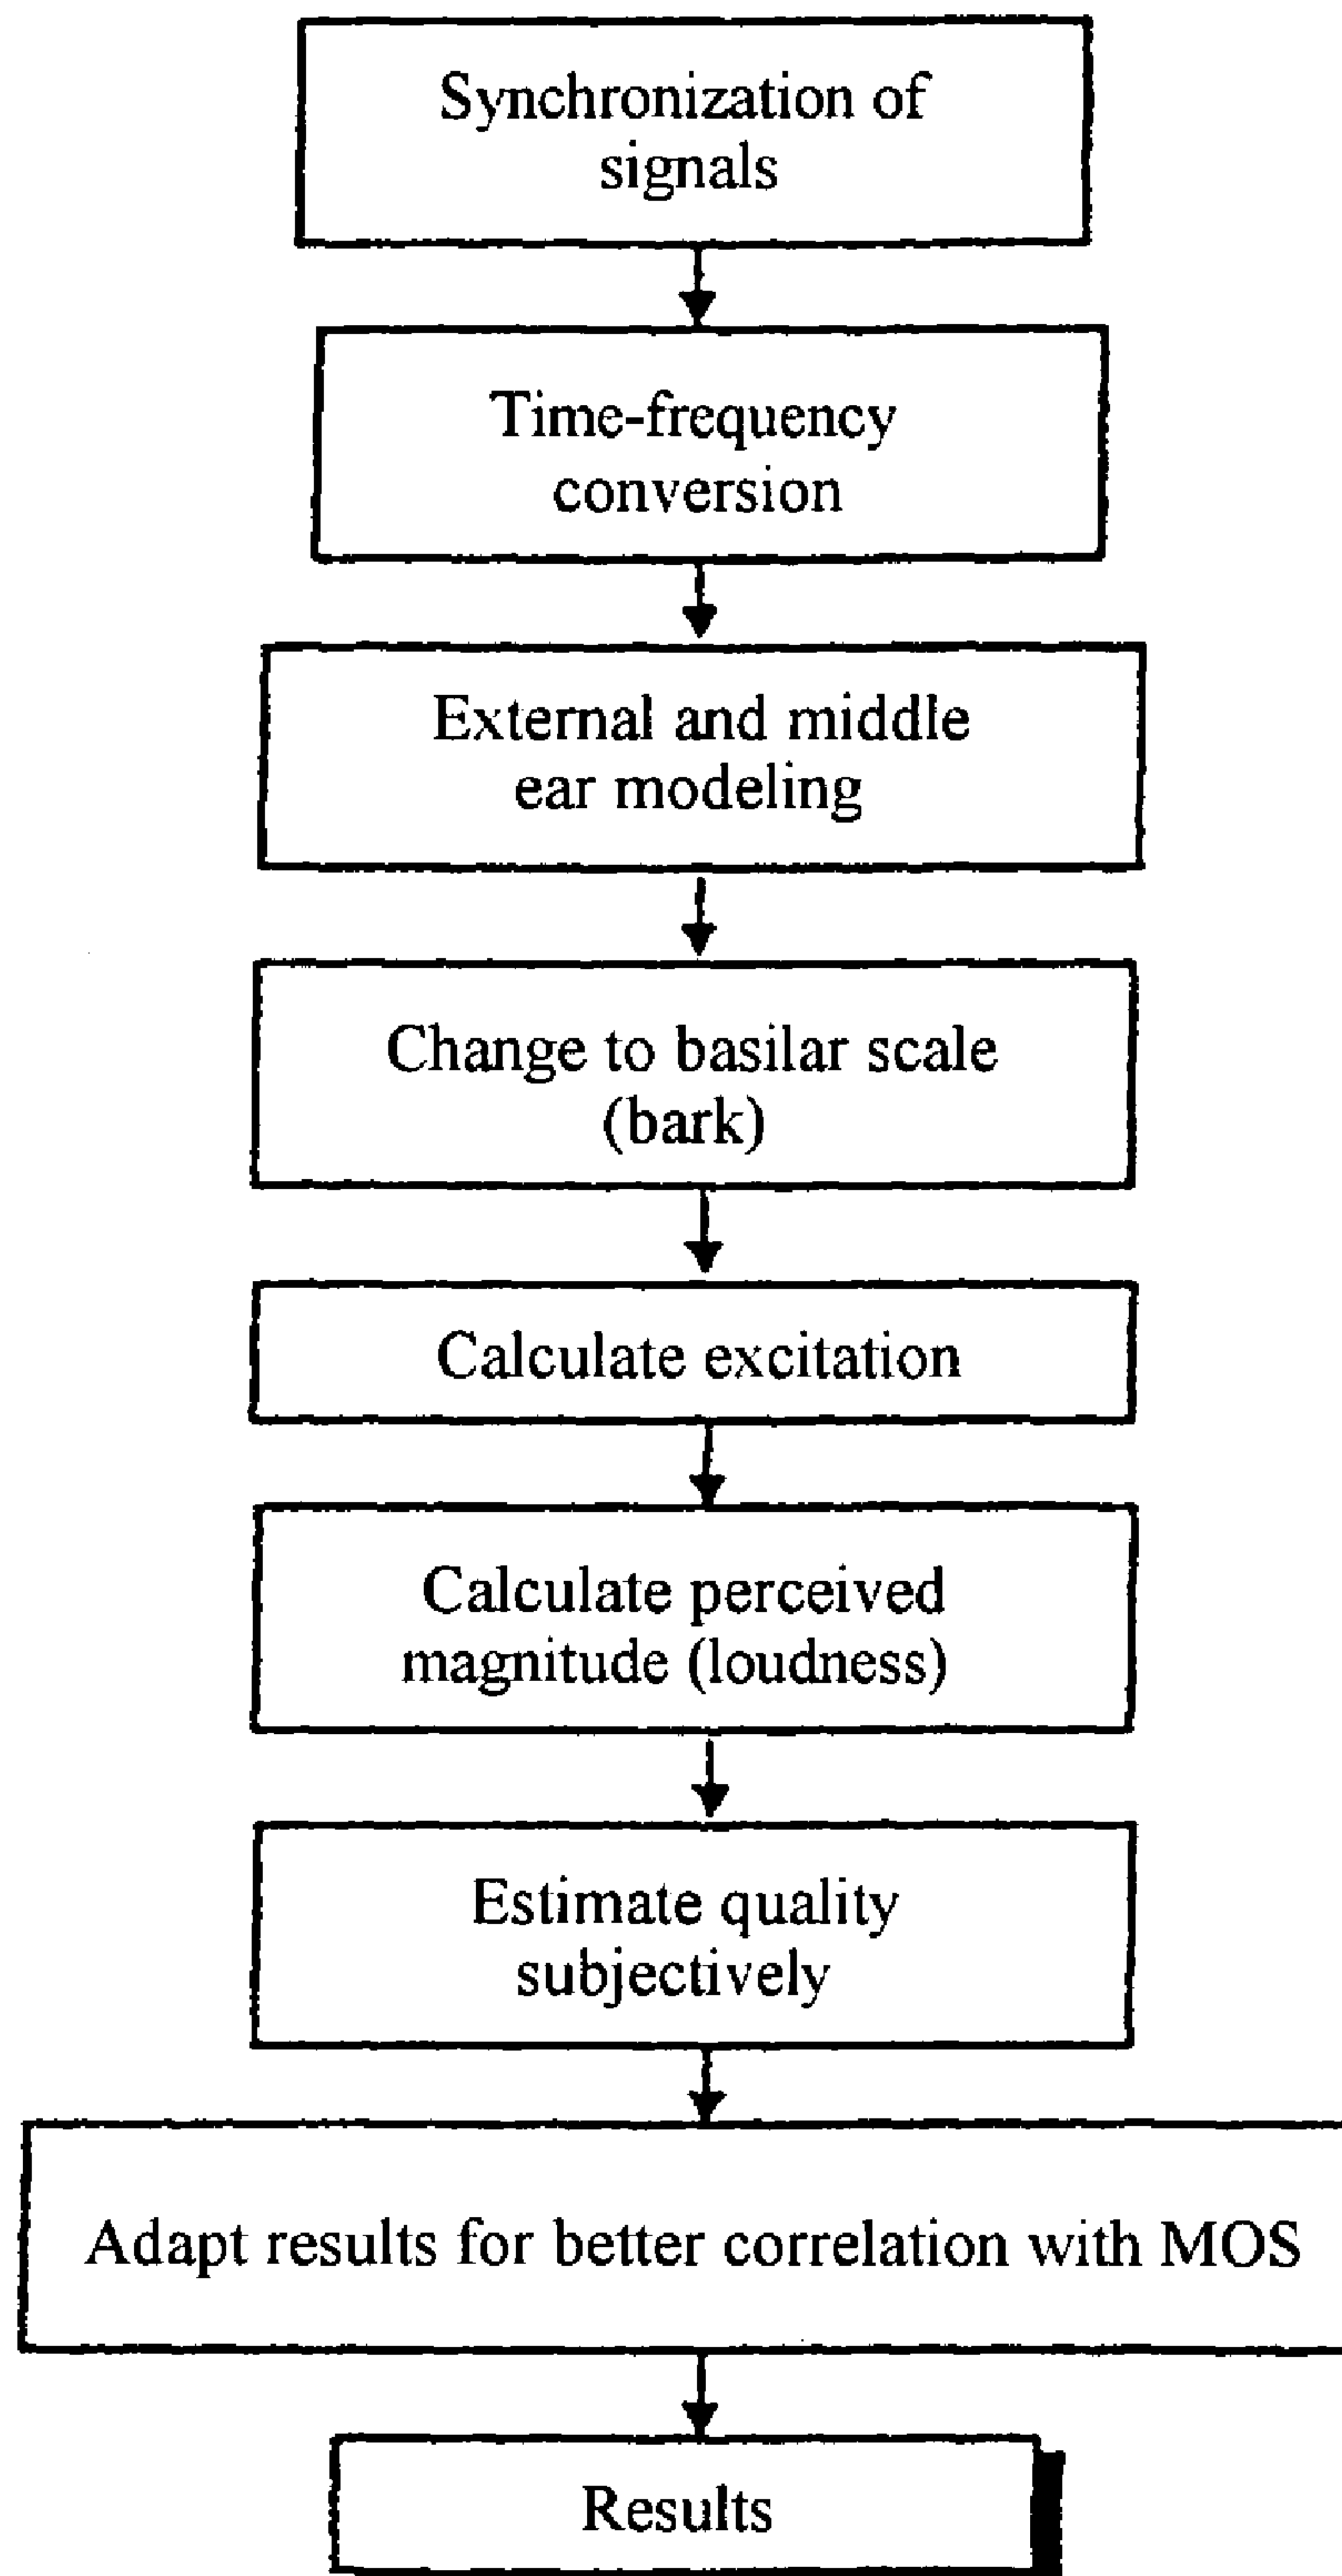 Synchronization of
signals
Time-frequency
conversion
External and middle
ear modeling
Change to basilar scale
(bark)
Calculate excitation
Calculate perceived
magnitude (loudness)
Estimate quality
subjectively
Adapt results for better correlation with MOS
Results